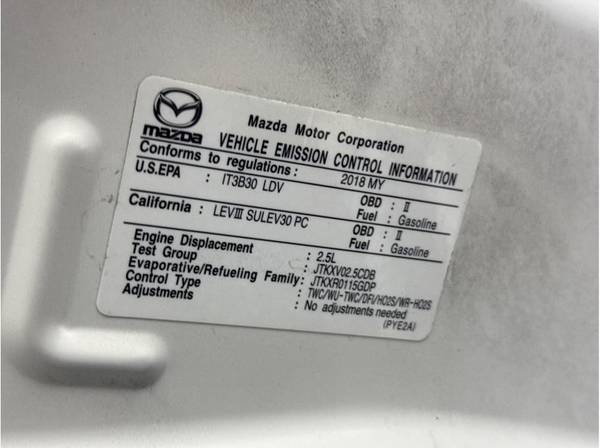 mazda
Mazda Motor Corporation
VEHICLE EMISSION CONTROL INFORMATION
Conforms to regulations: 2018 MY
U.S.EPA : IT3B30 LDV OBD : II
Fuel : Gasoline
California : LEVIII SULEV30 PC OBD : II
Fuel : Gasoline
Engine Displacement : 2.5L
Test Group : JTKXV02.5CDB
Evaporative/Refueling Family: JTKXR0115GDP
Control Type : TWC/WU-TWC/DFI/HO2S/WR-HO2S
Adjustments : No adjustments needed
(PYE2A)